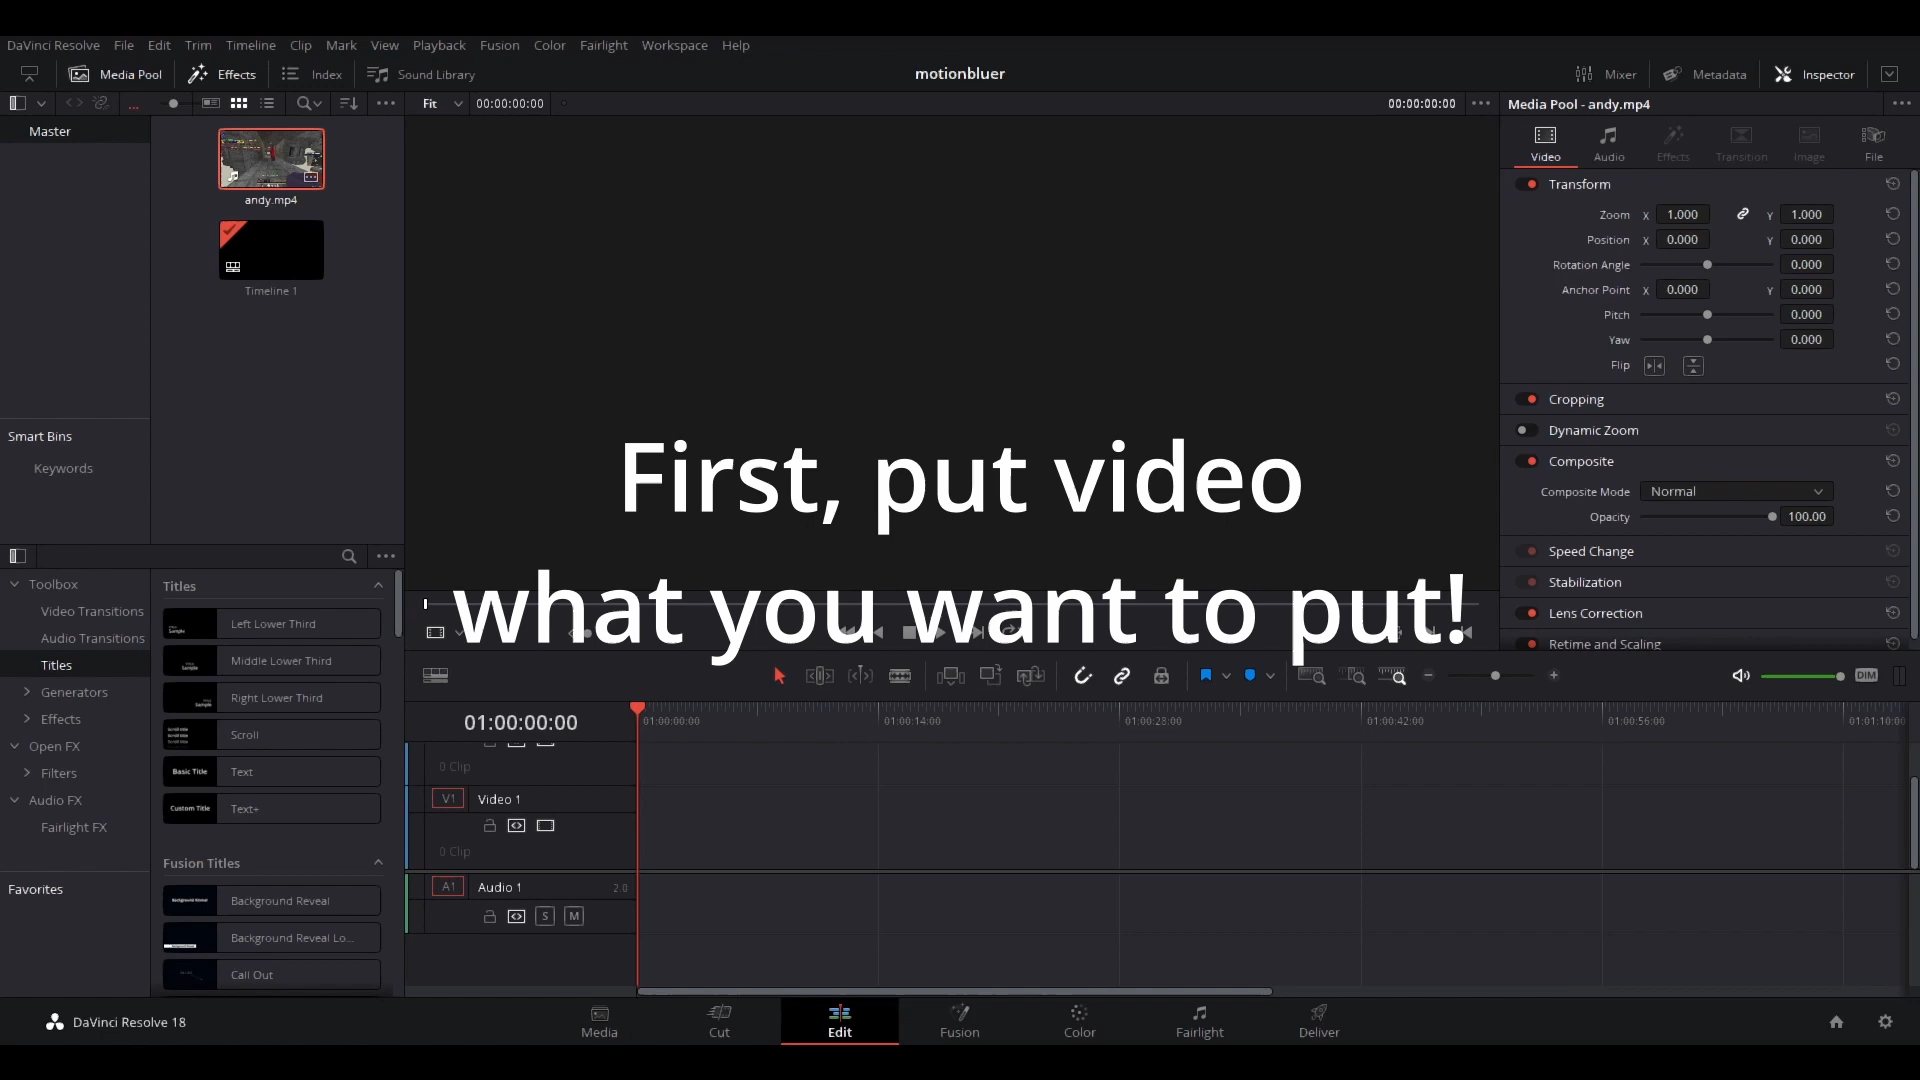 DaVinci Resolve File Edit Trim Timeline Clip Mark View Playback Fusion Color Fairlight Workspace Help
Media Pool Effects Index Sound Library motionbluer Mixer Metadata Inspector
Fit 00:00:00:00 00:00:00:00 Media Pool - andy.mp4
Master
andy.mp4
Timeline 1
Smart Bins
Keywords
Video Audio Effects Transition Image File
Transform
Zoom X 1.000 Y 1.000
Position X 0.000 Y 0.000
Rotation Angle 0.000
Anchor Point X 0.000 Y 0.000
Pitch 0.000
Yaw 0.000
Flip
Cropping
Dynamic Zoom
Composite
Composite Mode Normal
Opacity 100.00
Speed Change
Stabilization
Lens Correction
Retime and Scaling
First, put video
what you want to put!
Toolbox
Video Transitions
Audio Transitions
Titles
Generators
Effects
Open FX
Filters
Audio FX
Fairlight FX
Favorites
Titles
Left Lower Third
Middle Lower Third
Right Lower Third
Scroll
Basic Title Text
Custom Title Text+
Fusion Titles
Background Reveal Background Reveal
Background Reveal Lo...
Call Out
DIM
01:00:00:00 01:00:00:00 01:00:14:00 01:00:28:00 01:00:42:00 01:00:56:00 01:01:10:00
0 Clip
V1 Video 1
0 Clip
A1 Audio 1 2.0
S M
DaVinci Resolve 18 Media Cut Edit Fusion Color Fairlight Deliver